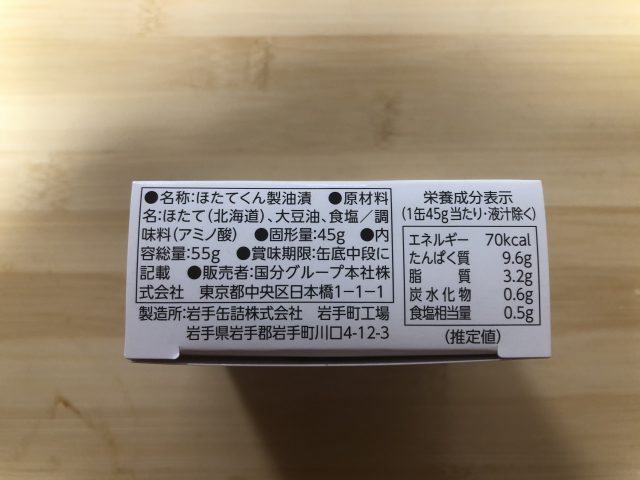 ●名称:ほたてくん製油漬 ●原材料
名:ほたて(北海道)、大豆油、食塩／調
味料(アミノ酸) ●固形量:45g ●内
容総量:55g ●賞味期限:缶底中段に
記載 ●販売者:国分グループ本社株
式会社 東京都中央区日本橋1-1-1
製造所:岩手缶詰株式会社 岩手町工場
岩手県岩手郡岩手町川口4-12-3
栄養成分表示
(1缶45g当たり・液汁除く)
エネルギー 70kcal
たんぱく質 9.6g
脂質 3.2g
炭水化物 0.6g
食塩相当量 0.5g
(推定値)